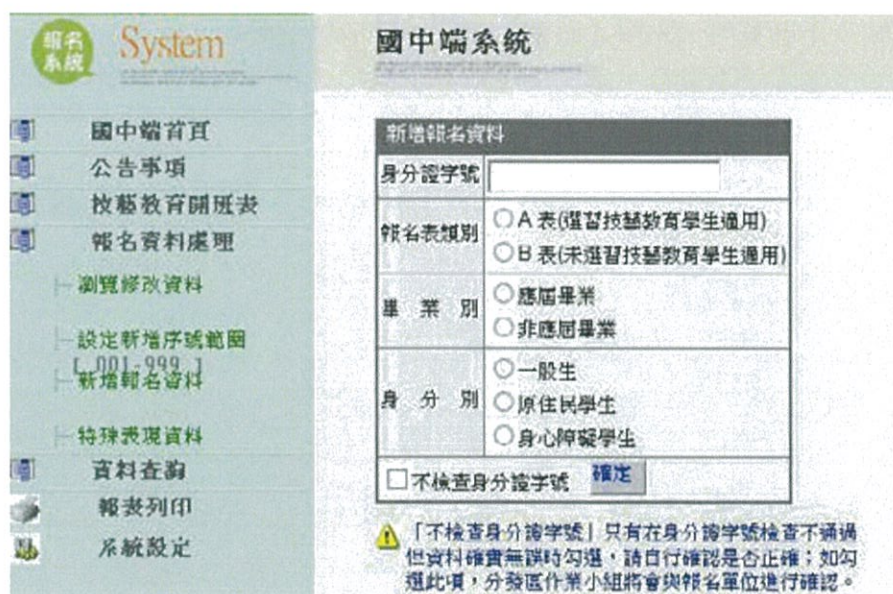 報名
系統
System
國中端系統
國中端首頁
公告事項
技藝教育開班表
報名資料處理
瀏覽修改資料
設定新增序號範圍
[ 001-999 ]
新增報名資料
特殊表現資料
資料查詢
報表列印
系統設定
新增報名資料
身分證字號
報名表類別
A 表(選習技藝教育學生適用)
B 表(未選習技藝教育學生適用)
畢 業 別
應屆畢業
非應屆畢業
身 分 別
一般生
原住民學生
身心障礙學生
不檢查身分證字號 確定
「不檢查身分證字號」只有在身分證字號檢查不通過
但資料確實無誤時勾選，請自行確認是否正確；如勾
選此項，分發區作業小組將會與報名單位進行確認。